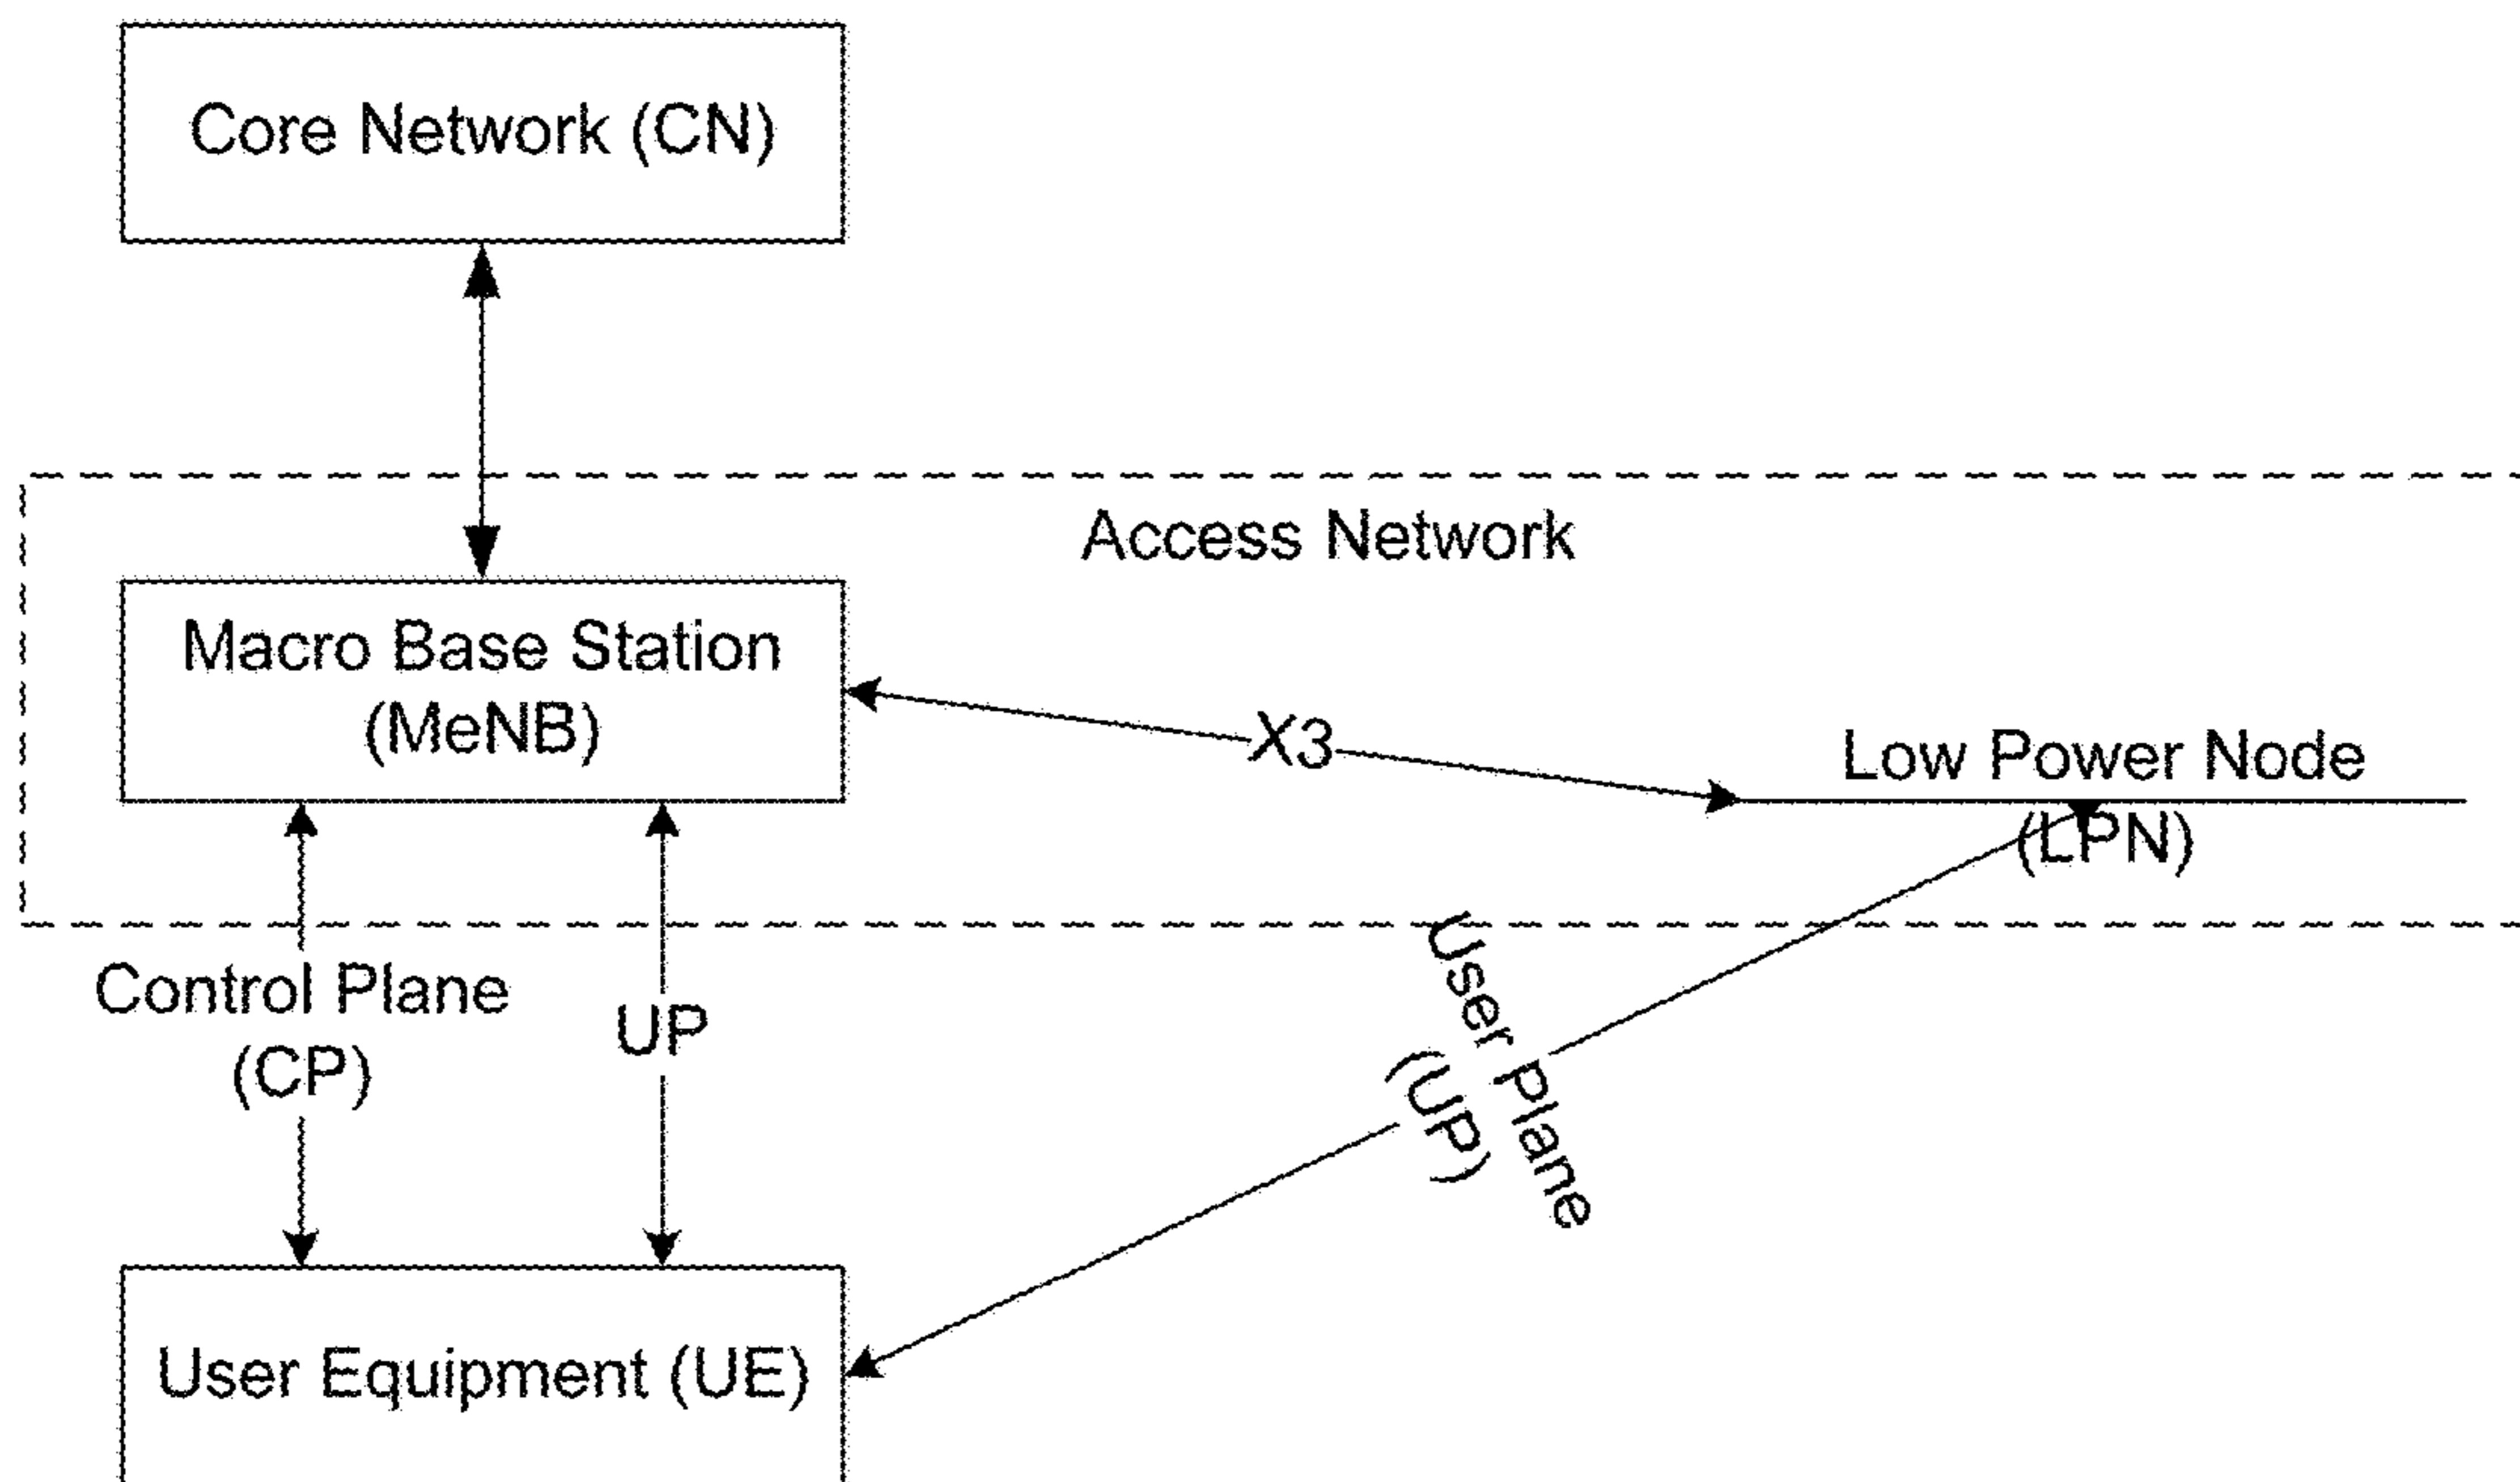 Core Network (CN)
Access Network
Macro Base Station
(MeNB)
X3
Low Power Node
(LPN)
Control Plane
(CP)
UP
User Plane
(UP)
User Equipment (UE)